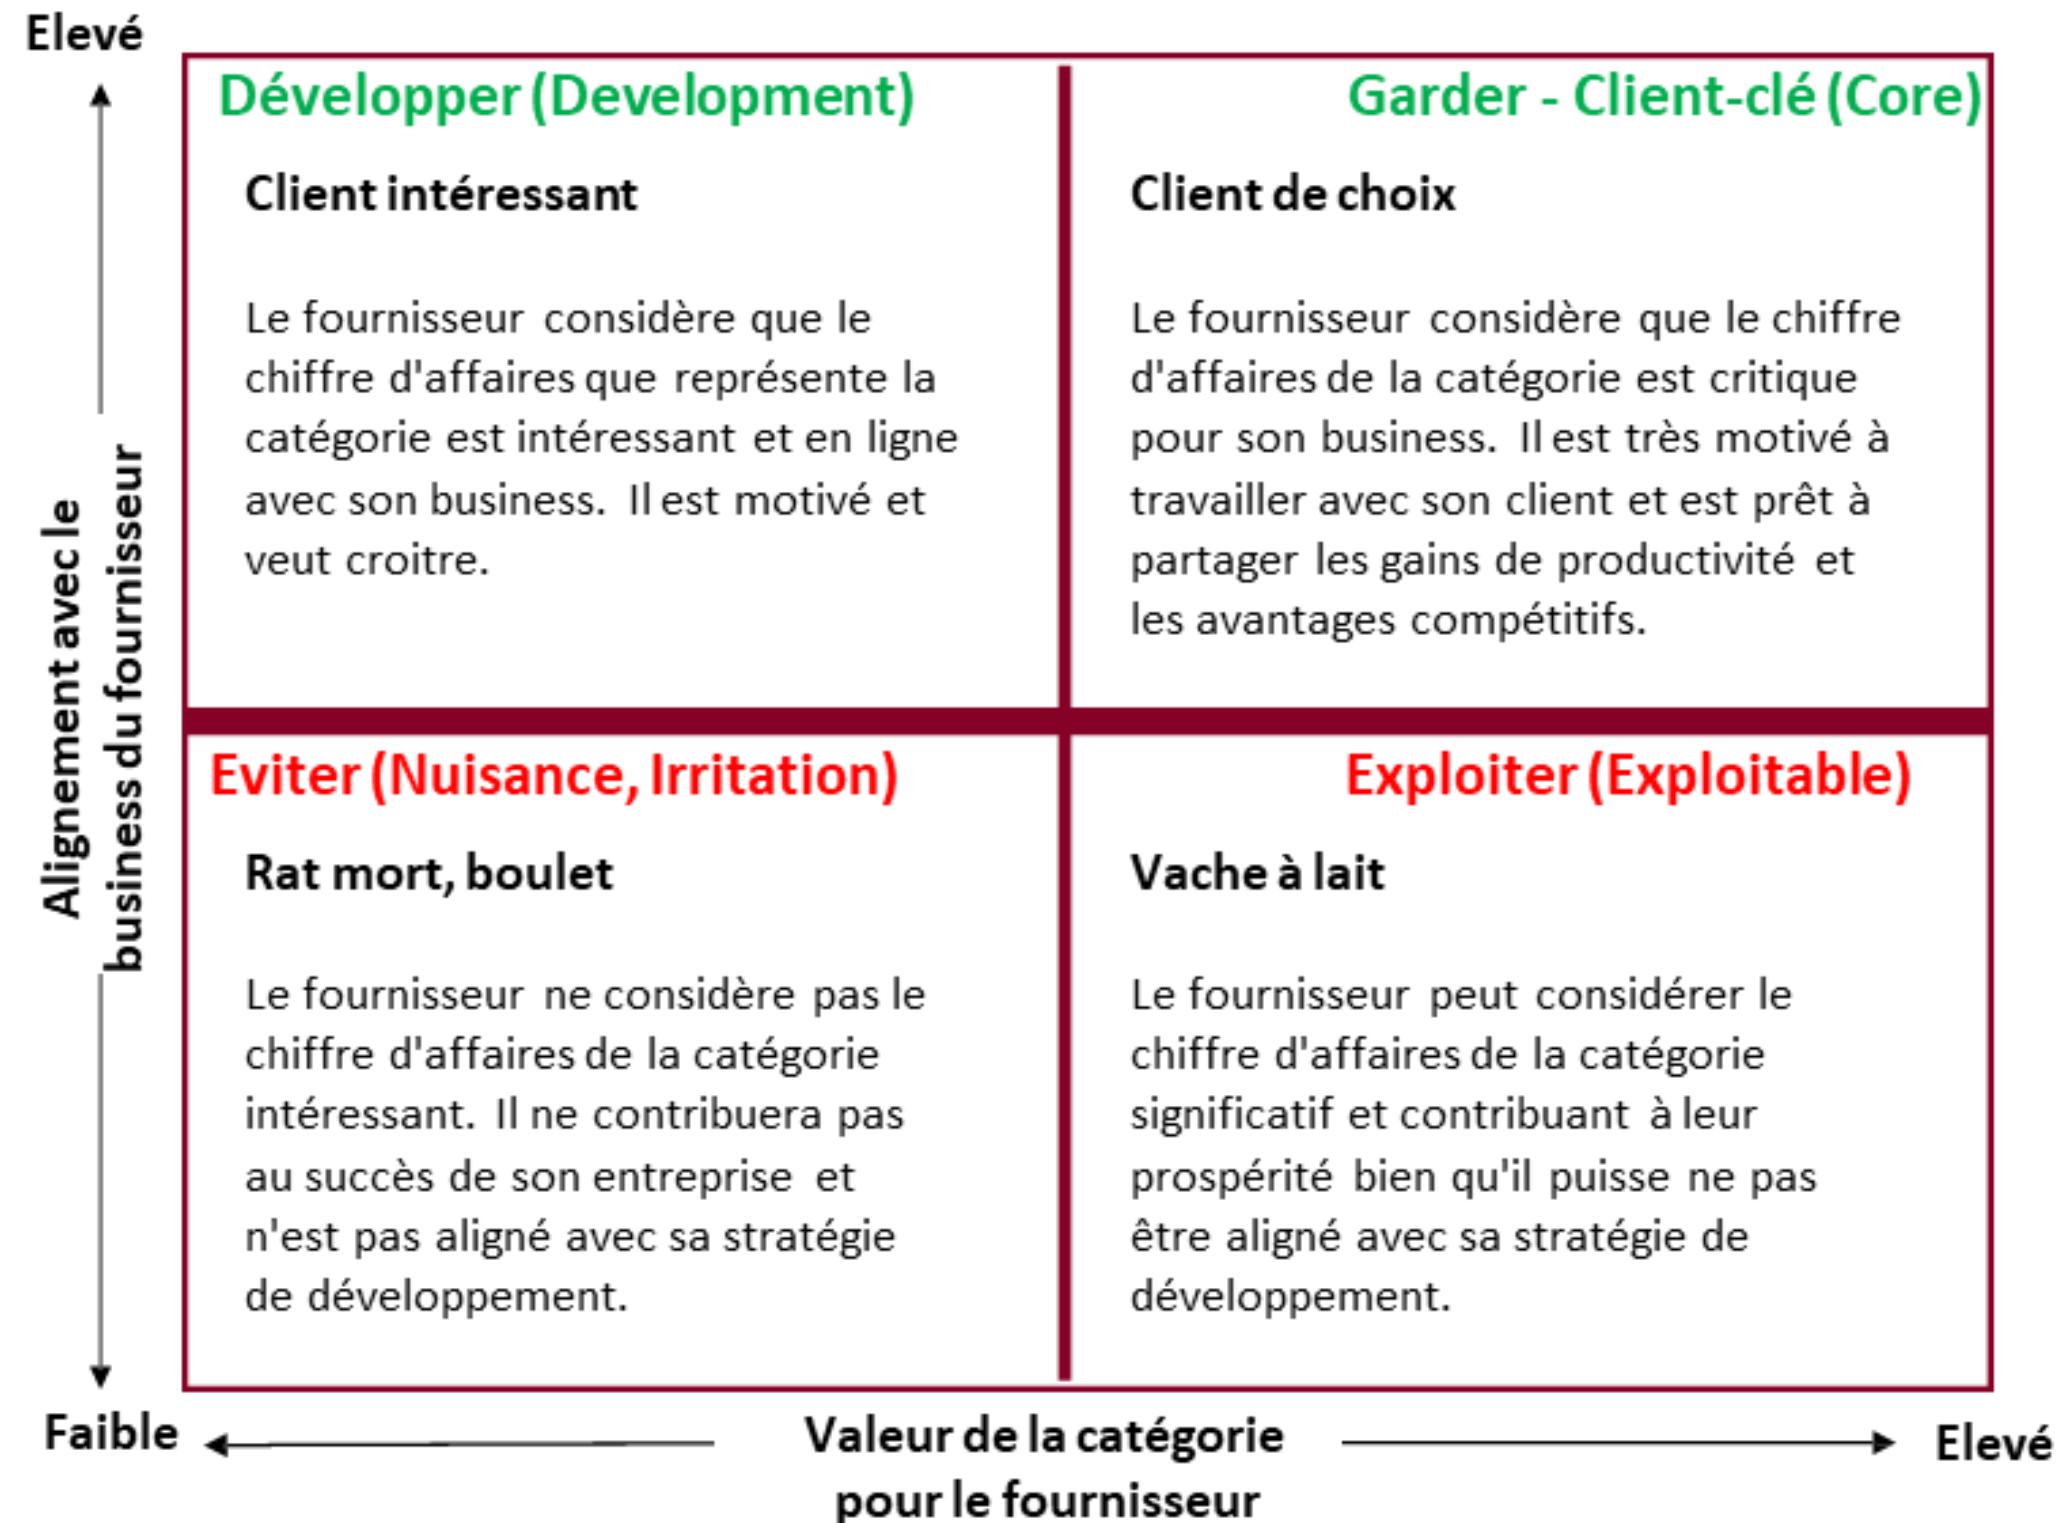 Elevé
Développer (Development)
Client intéressant
Le fournisseur considère que le
chiffre d'affaires que représente la
catégorie est intéressant et en ligne
avec son business. Il est motivé et
veut croitre.
Garder - Client-clé (Core)
Client de choix
Le fournisseur considère que le chiffre
d'affaires de la catégorie est critique
pour son business. Il est très motivé à
travailler avec son client et est prêt à
partager les gains de productivité et
les avantages compétitifs.
Alignement avec le
business du fournisseur
Eviter (Nuisance, Irritation)
Rat mort, boulet
Le fournisseur ne considère pas le
chiffre d'affaires de la catégorie
intéressant. Il ne contribuera pas
au succès de son entreprise et
n'est pas aligné avec sa stratégie
de développement.
Exploiter (Exploitable)
Vache à lait
Le fournisseur peut considérer le
chiffre d'affaires de la catégorie
significatif et contribuant à leur
prospérité bien qu'il puisse ne pas
être aligné avec sa stratégie de
développement.
Faible
Valeur de la catégorie
pour le fournisseur
Elevé